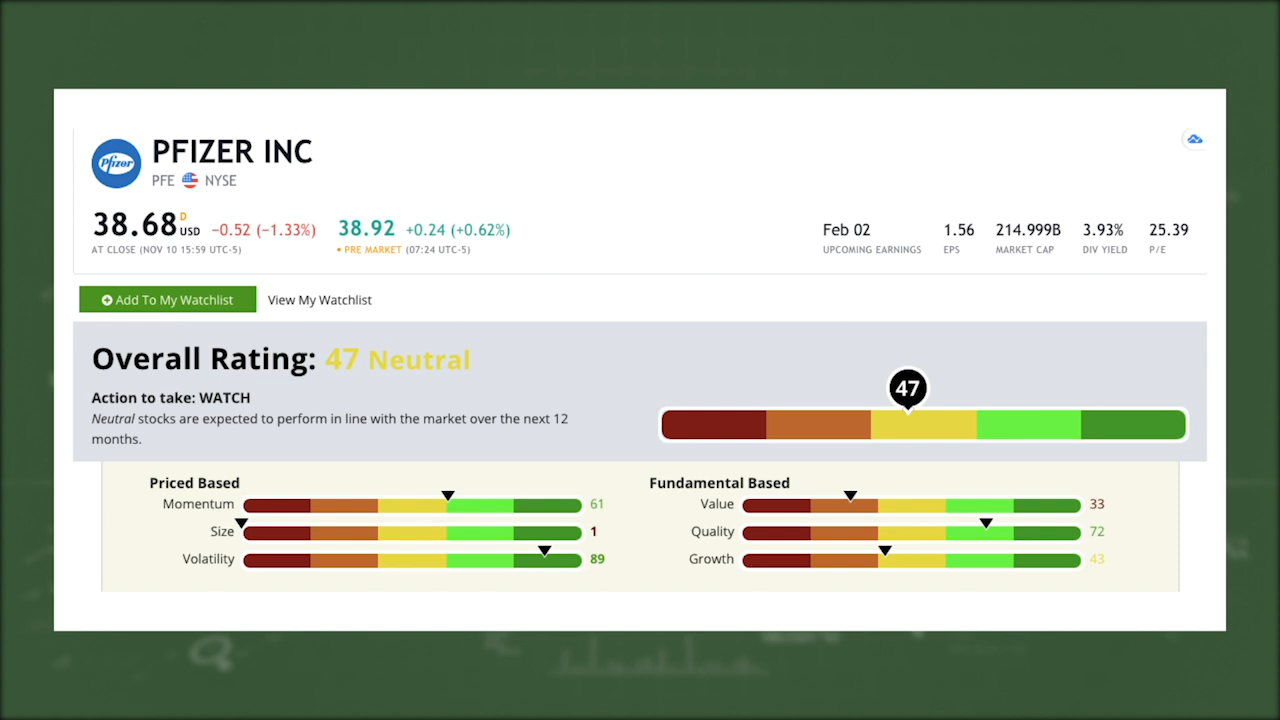 PFIZER INC
Pfizer
PFE NYSE
38.68 D USD −0.52 (−1.33%) 38.92 +0.24 (+0.62%)
AT CLOSE (NOV 10 15:59 UTC-5) • PRE MARKET (07:24 UTC-5)
Feb 02 1.56 214.999B 3.93% 25.39
UPCOMING EARNINGS EPS MARKET CAP DIV YIELD P/E
Add To My Watchlist View My Watchlist
Overall Rating: 47 Neutral
47
Action to take: WATCH
Neutral stocks are expected to perform in line with the market over the next 12
months.
Priced Based
Momentum 61
Size 1
Volatility 89
Fundamental Based
Value 33
Quality 72
Growth 43